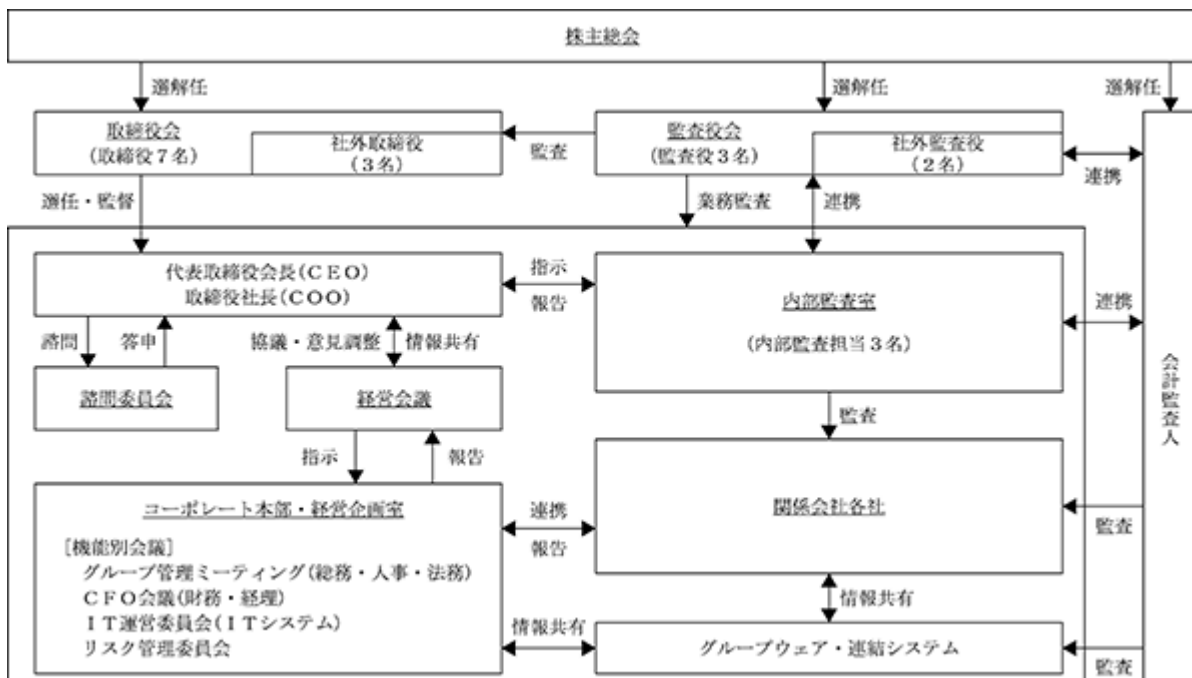 株主総会
選解任
選解任
選解任
取締役会
(取締役7名)
社外取締役
(3名)
監査
監査役会
(監査役3名)
社外監査役
(2名)
連携
選任・監督
業務監査
連携
代表取締役会長(CEO)
取締役社長(COO)
指示
報告
内部監査室
(内部監査担当3名)
連携
会計監査人
諮問
答申
協議・意見調整
情報共有
諮問委員会
経営会議
監査
指示
報告
コーポレート本部・経営企画室
[機能別会議]
グループ管理ミーティング(総務・人事・法務)
CFO会議(財務・経理)
IT運営委員会(ITシステム)
リスク管理委員会
連携
報告
関係会社各社
監査
情報共有
情報共有
グループウェア・連結システム
監査